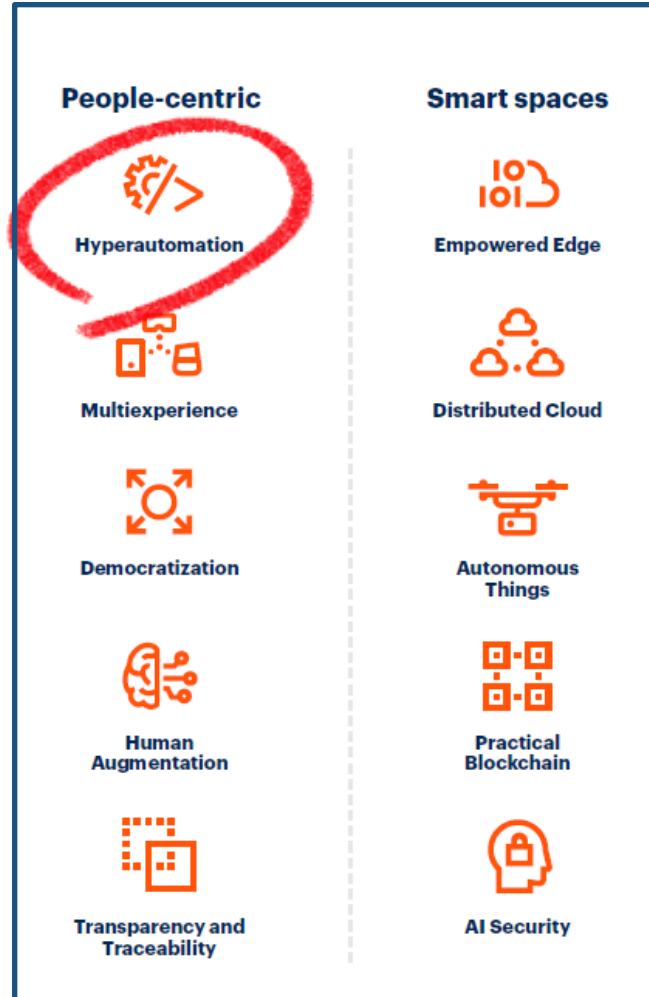 People-centric
Hyperautomation
Multiexperience
Democratization
Human
Augmentation
Transparency and
Traceability
Smart spaces
Empowered Edge
Distributed Cloud
Autonomous
Things
Practical
Blockchain
AI Security